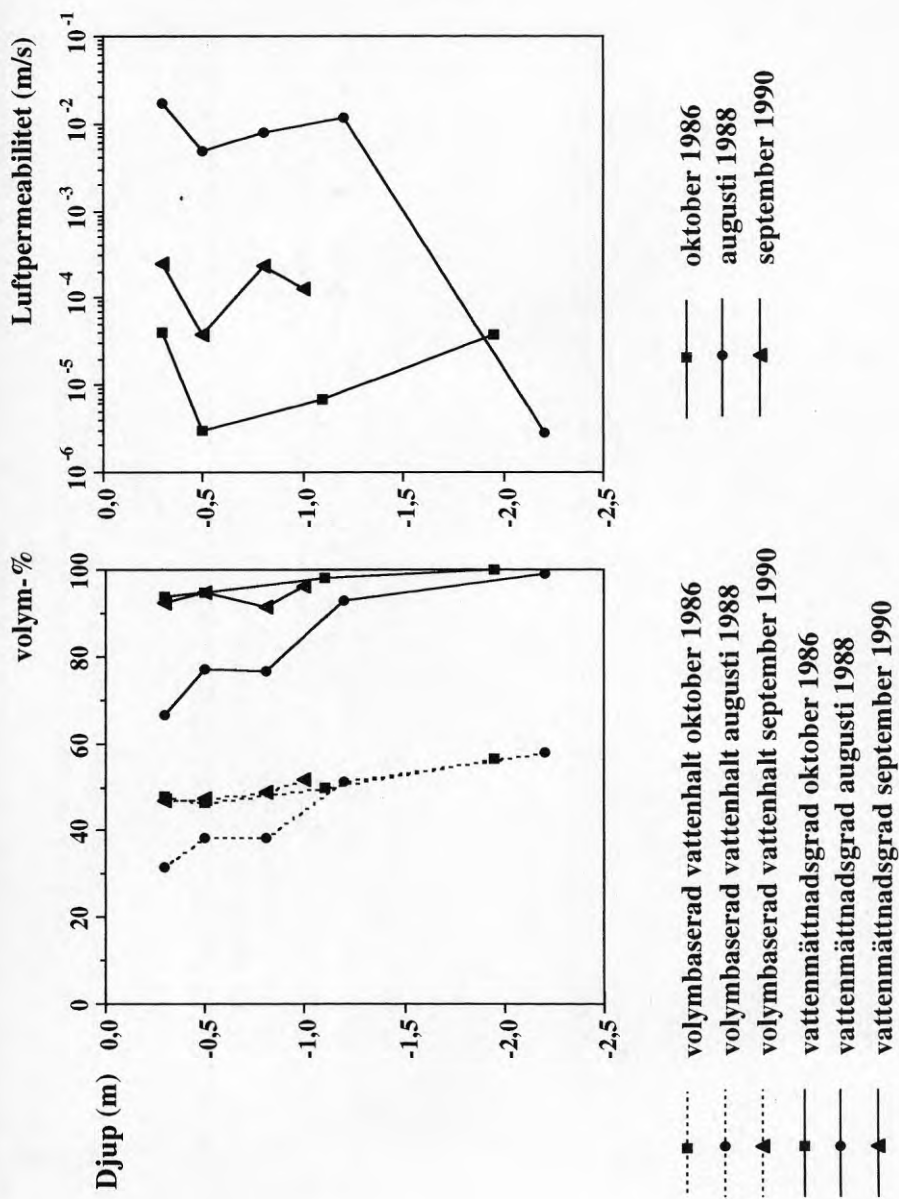 volym-%
0 20 40 60 80 100
Djup (m)
0,0
-0,5
-1,0
-1,5
-2,0
-2,5
Luftpermeabilitet (m/s)
10-6 10-5 10-4 10-3 10-2 10-1
0,0
-0,5
-1,0
-1,5
-2,0
-2,5
volymbaserad vattenhalt oktober 1986
volymbaserad vattenhalt augusti 1988
volymbaserad vattenhalt september 1990
vattenmättnadsgrad oktober 1986
vattenmättnadsgrad augusti 1988
vattenmättnadsgrad september 1990
oktober 1986
augusti 1988
september 1990